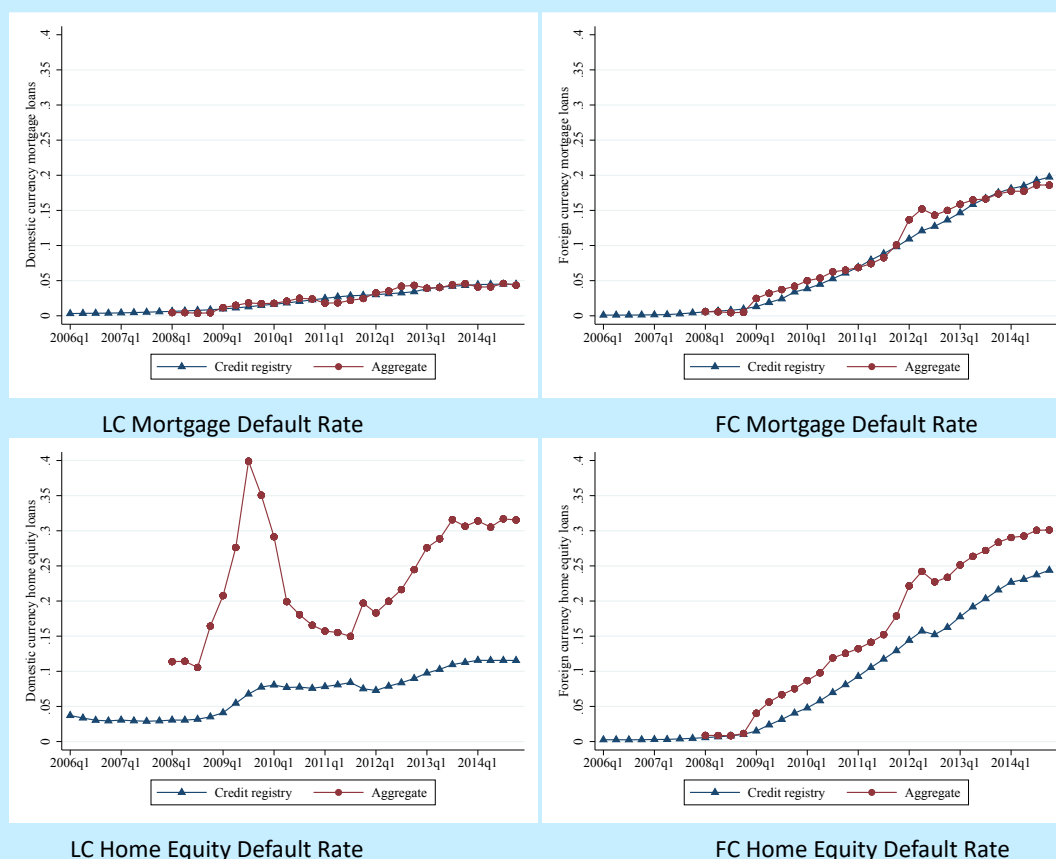 Domestic currency mortgage loans
.4
.35
.3
.25
.2
.15
.1
.05
0
2006q1 2007q1 2008q1 2009q1 2010q1 2011q1 2012q1 2013q1 2014q1
Credit registry Aggregate
LC Mortgage Default Rate
Foreign currency mortgage loans
.4
.35
.3
.25
.2
.15
.1
.05
0
2006q1 2007q1 2008q1 2009q1 2010q1 2011q1 2012q1 2013q1 2014q1
Credit registry Aggregate
FC Mortgage Default Rate
Domestic currency home equity loans
.4
.35
.3
.25
.2
.15
.1
.05
0
2006q1 2007q1 2008q1 2009q1 2010q1 2011q1 2012q1 2013q1 2014q1
Credit registry Aggregate
LC Home Equity Default Rate
Foreign currency home equity loans
.4
.35
.3
.25
.2
.15
.1
.05
0
2006q1 2007q1 2008q1 2009q1 2010q1 2011q1 2012q1 2013q1 2014q1
Credit registry Aggregate
FC Home Equity Default Rate